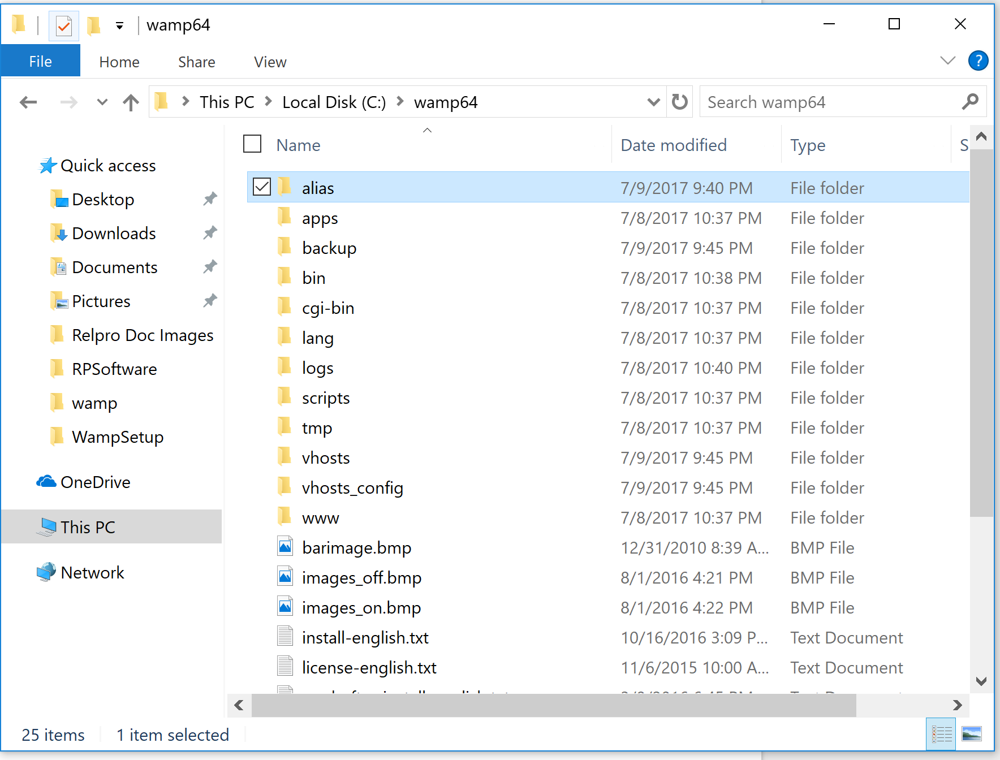 wamp64
File Home Share View ?
This PC Local Disk (C:) wamp64 Search wamp64
Name Date modified Type S
Quick access
Desktop
Downloads
Documents
Pictures
Relpro Doc Images
RPSoftware
wamp
WampSetup
OneDrive
This PC
Network
alias 7/9/2017 9:40 PM File folder
apps 7/8/2017 10:37 PM File folder
backup 7/9/2017 9:45 PM File folder
bin 7/8/2017 10:38 PM File folder
cgi-bin 7/8/2017 10:37 PM File folder
lang 7/8/2017 10:37 PM File folder
logs 7/8/2017 10:40 PM File folder
scripts 7/8/2017 10:37 PM File folder
tmp 7/8/2017 10:37 PM File folder
vhosts 7/9/2017 9:45 PM File folder
vhosts_config 7/9/2017 9:45 PM File folder
www 7/8/2017 10:37 PM File folder
barimage.bmp 12/31/2010 8:39 A... BMP File
images_off.bmp 8/1/2016 4:21 PM BMP File
images_on.bmp 8/1/2016 4:22 PM BMP File
install-english.txt 10/16/2016 3:09 P... Text Document
license-english.txt 11/6/2015 10:00 A... Text Document
25 items 1 item selected